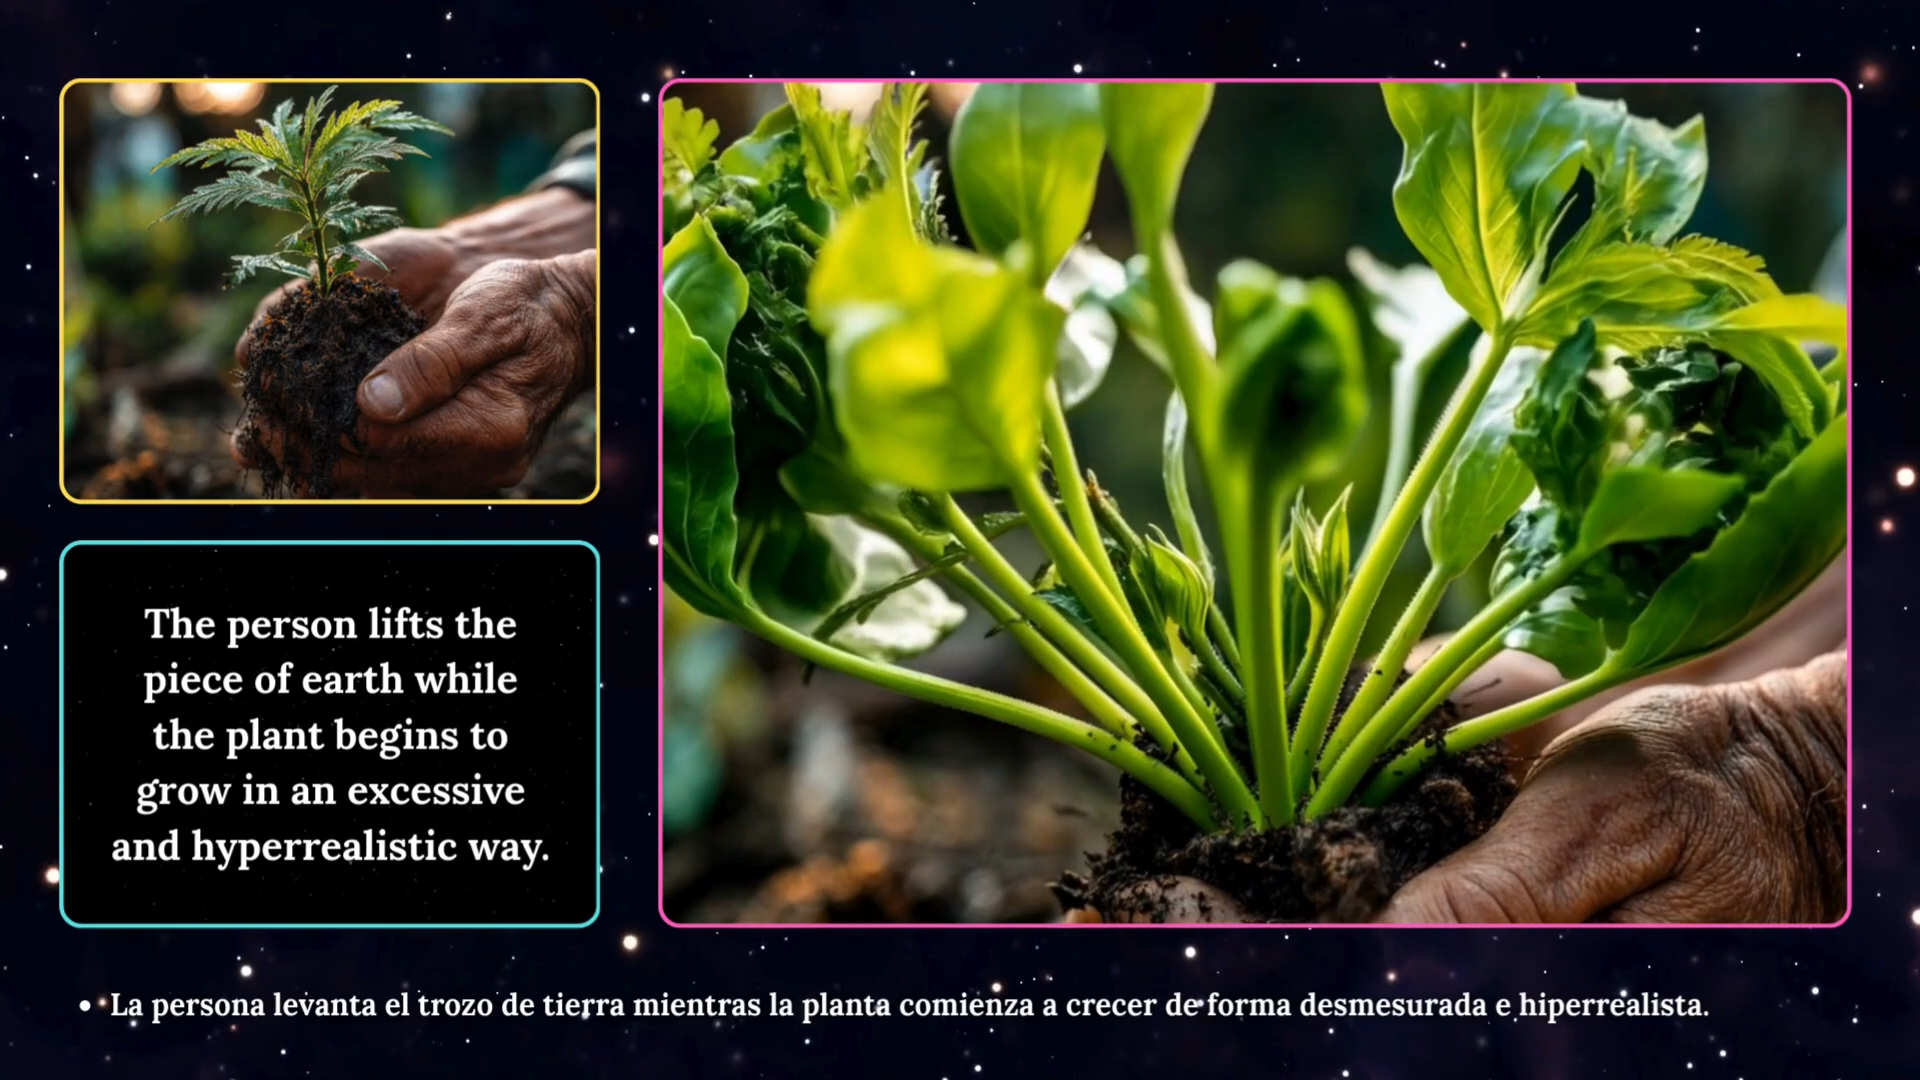 The person lifts the
piece of earth while
the plant begins to
grow in an excessive
and hyperrealistic way.
• La persona levanta el trozo de tierra mientras la planta comienza a crecer de forma desmesurada e hiperrealista.